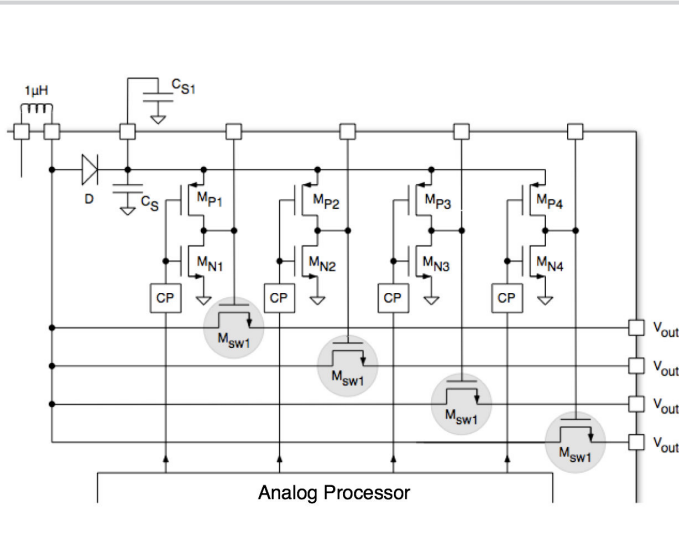 1μH
CS1
D
CS
MP1
MP2
MP3
MP4
MN1
MN2
MN3
MN4
CP
CP
CP
CP
Msw1
Vout
Msw1
Vout
Msw1
Vout
Msw1
Vout
Analog Processor